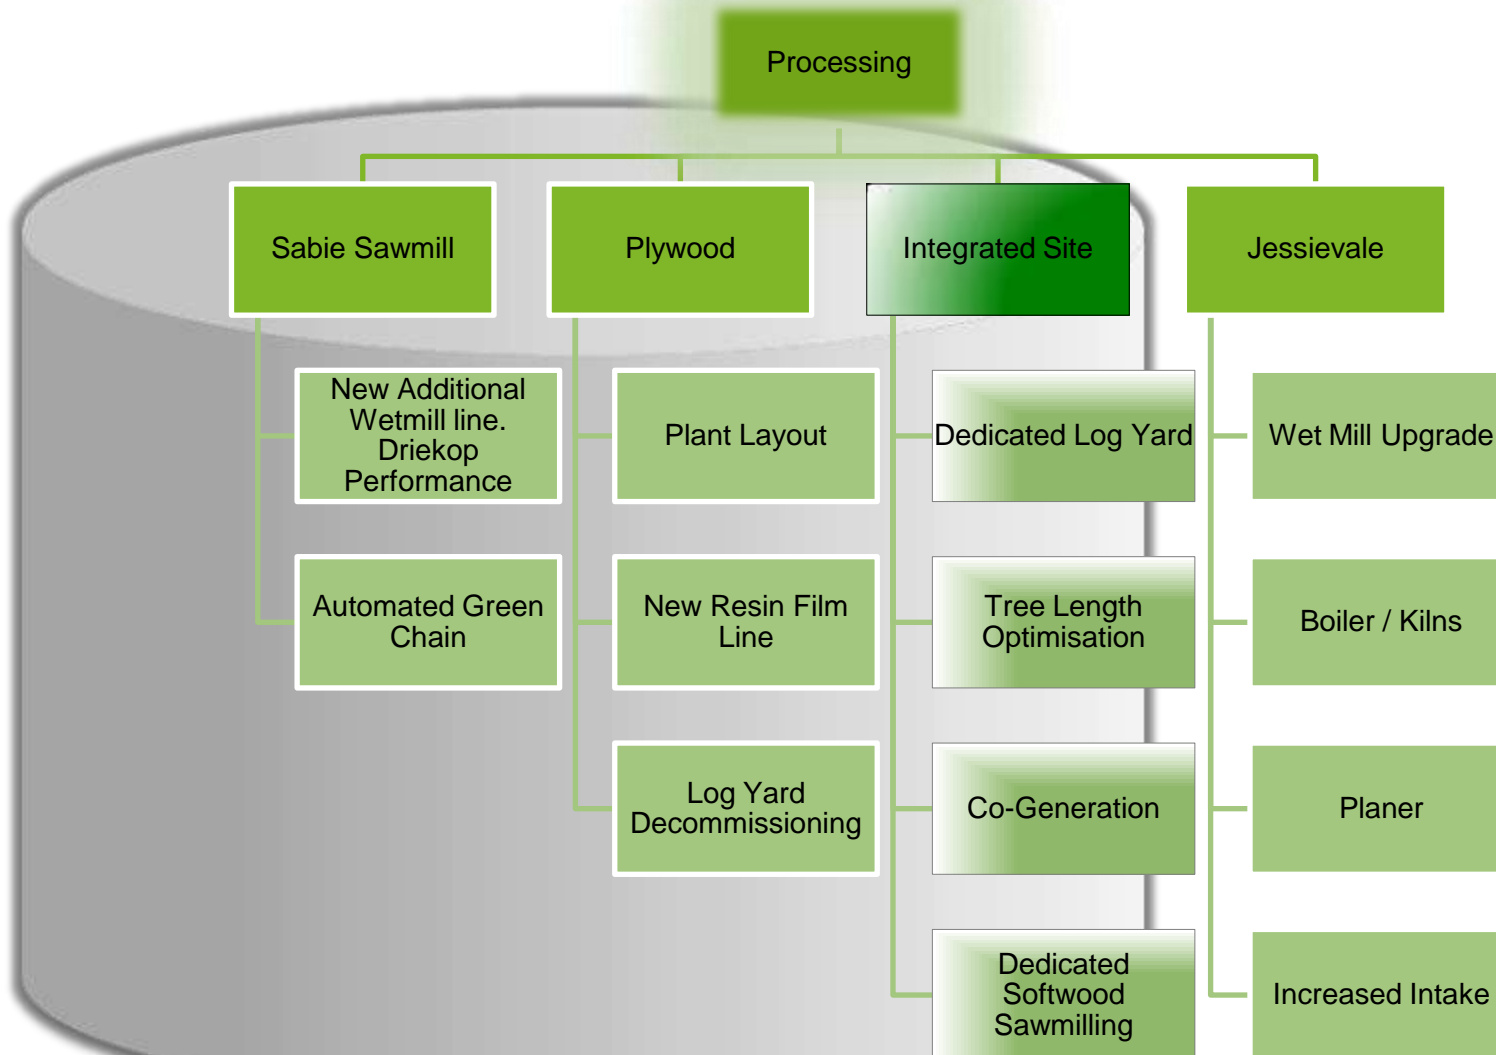 Processing
Sabie Sawmill
Plywood
Integrated Site
Jessievale
New Additional
Wetmill line.
Driekop
Performance
Plant Layout
Dedicated Log Yard
Wet Mill Upgrade
Automated Green
Chain
New Resin Film
Line
Tree Length
Optimisation
Boiler / Kilns
Log Yard
Decommissioning
Co-Generation
Planer
Dedicated
Softwood
Sawmilling
Increased Intake